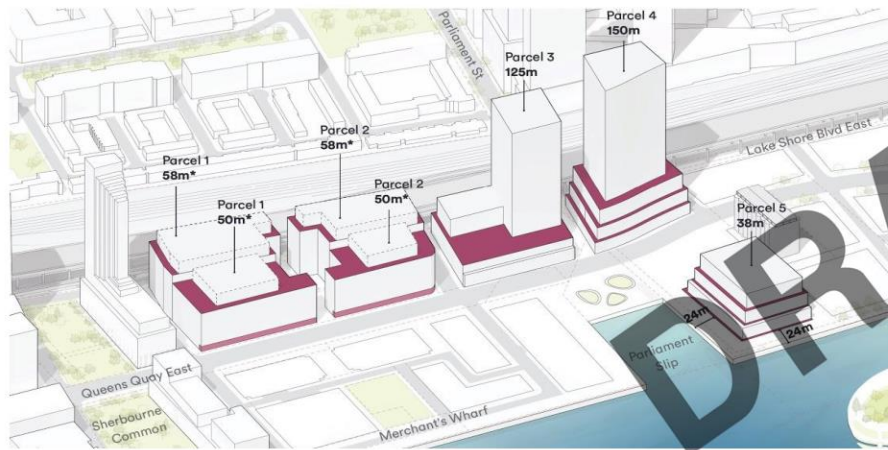 Parcel 4
150m
Parliament St
Parcel 3
125m
Lake Shore Blvd East
Parcel 2
58m*
Parcel 1
58m*
Parcel 2
50m*
Parcel 1
50m*
Parcel 5
38m
24m
24m
Parliament
Slip
Queens Quay East
Sherbourne
Common
Merchant's Wharf